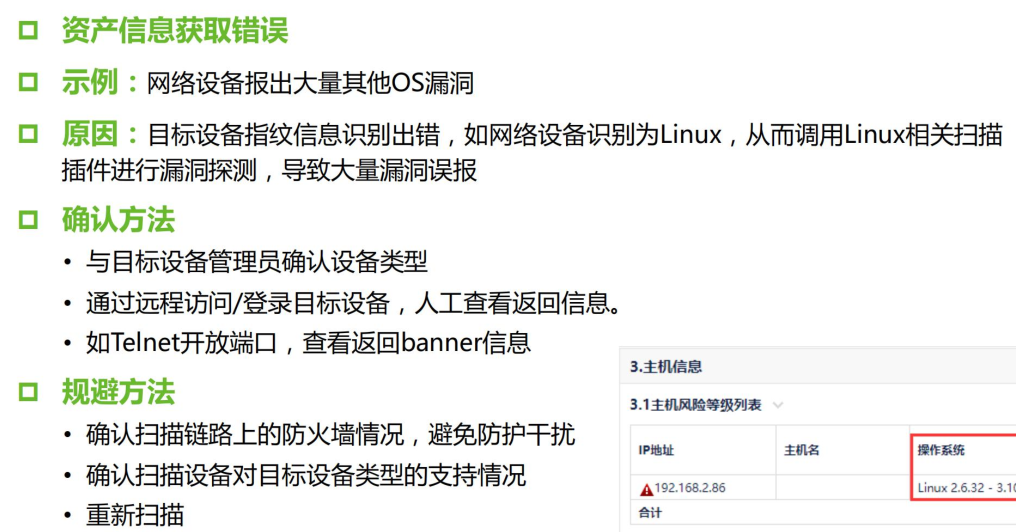 资产信息获取错误
示例：网络设备报出大量其他OS漏洞
原因：目标设备指纹信息识别出错，如网络设备识别为Linux，从而调用Linux相关扫描
插件进行漏洞探测，导致大量漏洞误报
确认方法
• 与目标设备管理员确认设备类型
• 通过远程访问/登录目标设备，人工查看返回信息。
• 如Telnet开放端口，查看返回banner信息
规避方法
• 确认扫描链路上的防火墙情况，避免防护干扰
• 确认扫描设备对目标设备类型的支持情况
• 重新扫描
3.主机信息
3.1主机风险等级列表
IP地址 主机名 操作系统
192.168.2.86 Linux 2.6.32 - 3.10
合计